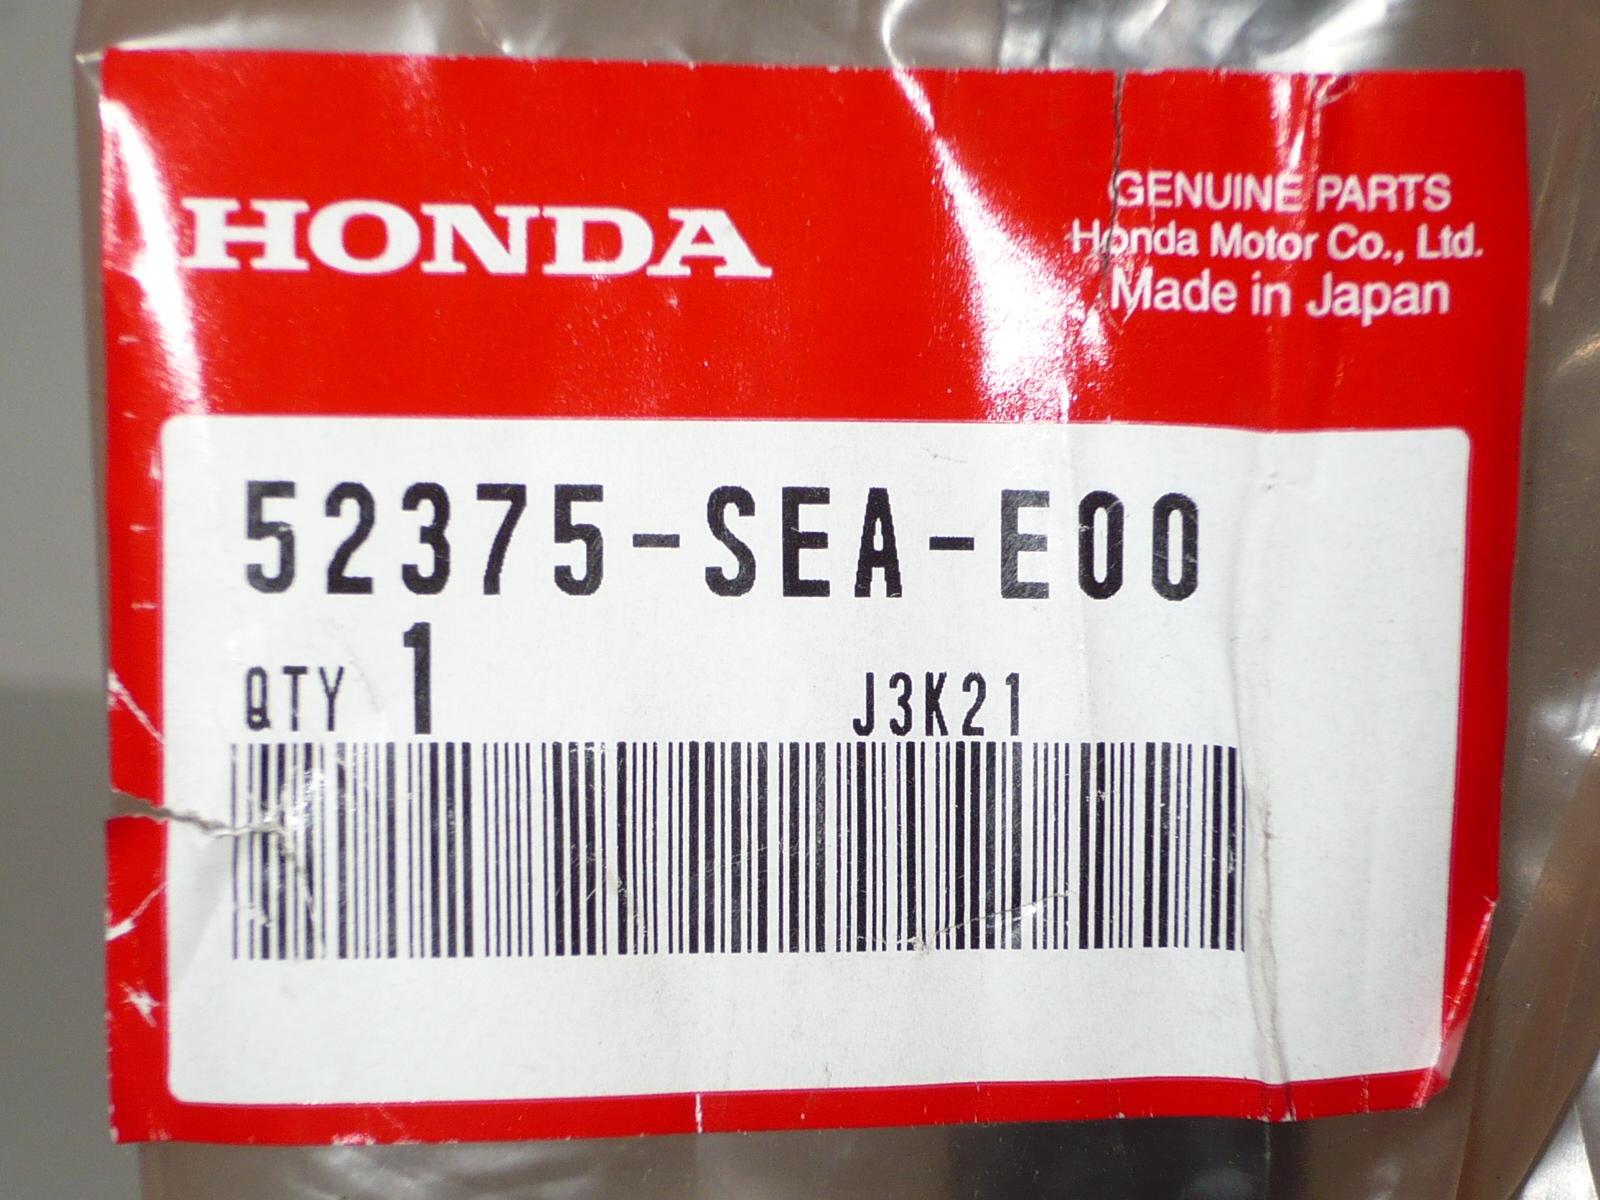 HONDA
GENUINE PARTS
Honda Motor Co., Ltd.
Made in Japan
52375-SEA-E00
QTY 1
J3K21